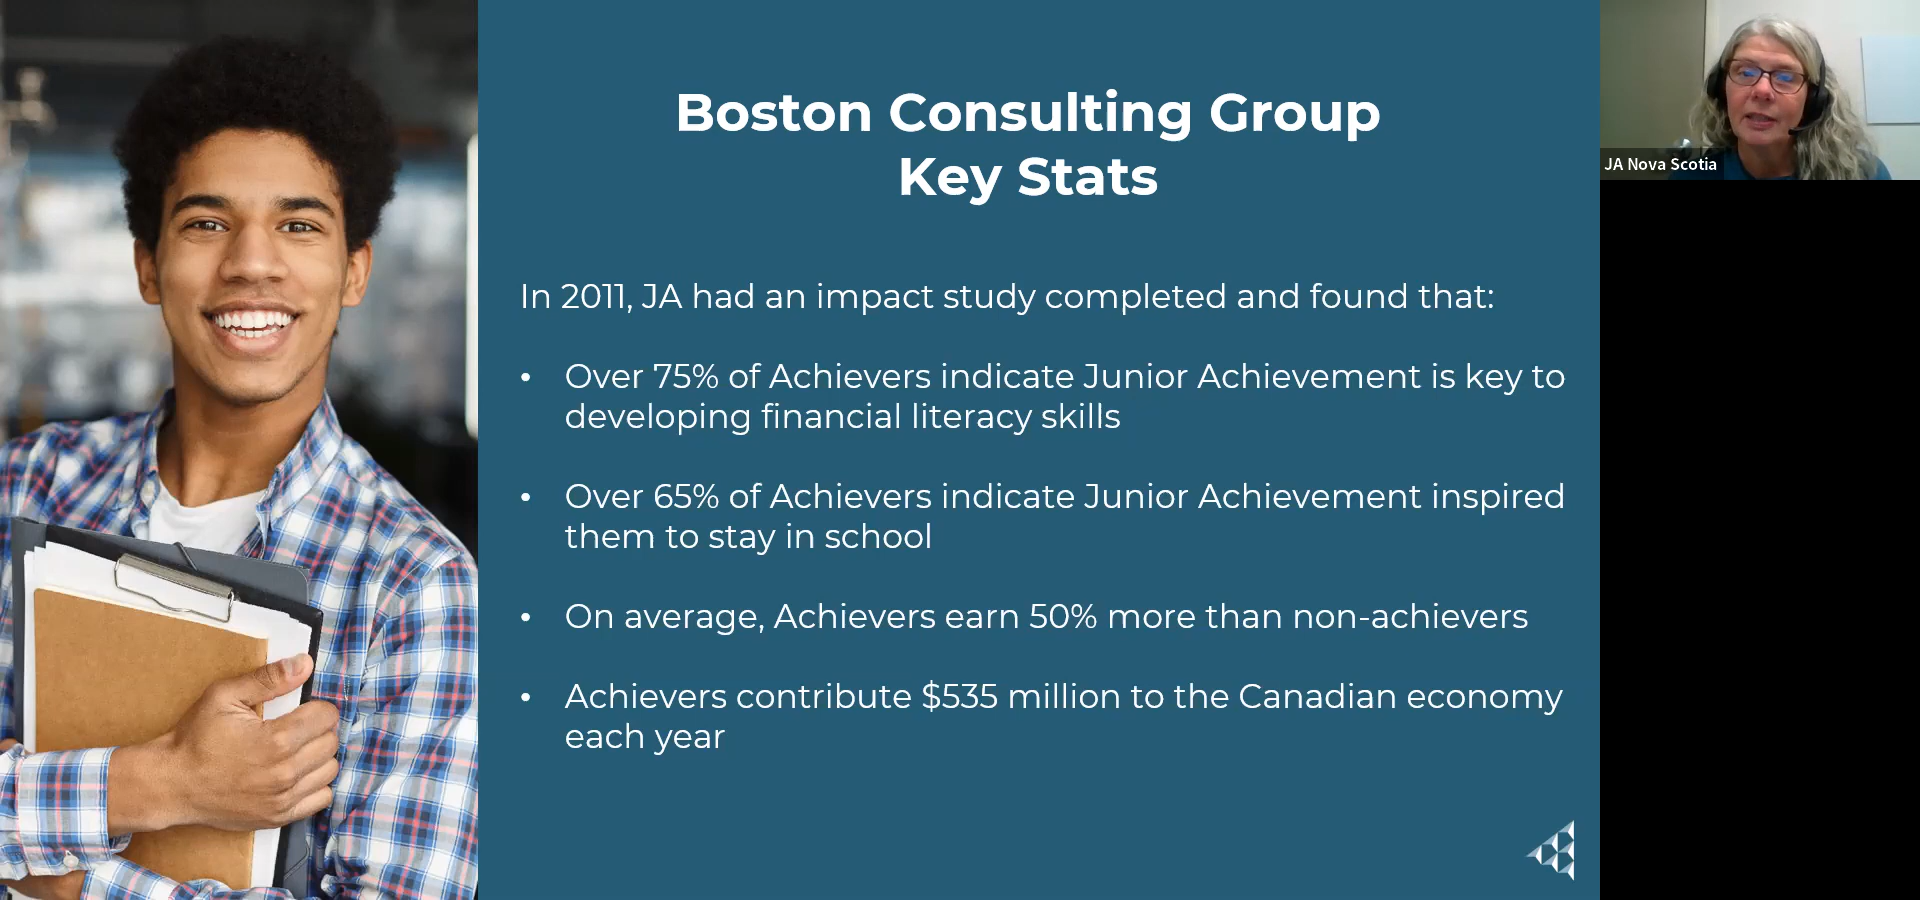 Boston Consulting Group
Key Stats
In 2011, JA had an impact study completed and found that:
• Over 75% of Achievers indicate Junior Achievement is key to
developing financial literacy skills
• Over 65% of Achievers indicate Junior Achievement inspired
them to stay in school
• On average, Achievers earn 50% more than non-achievers
• Achievers contribute $535 million to the Canadian economy
each year
JA Nova Scotia